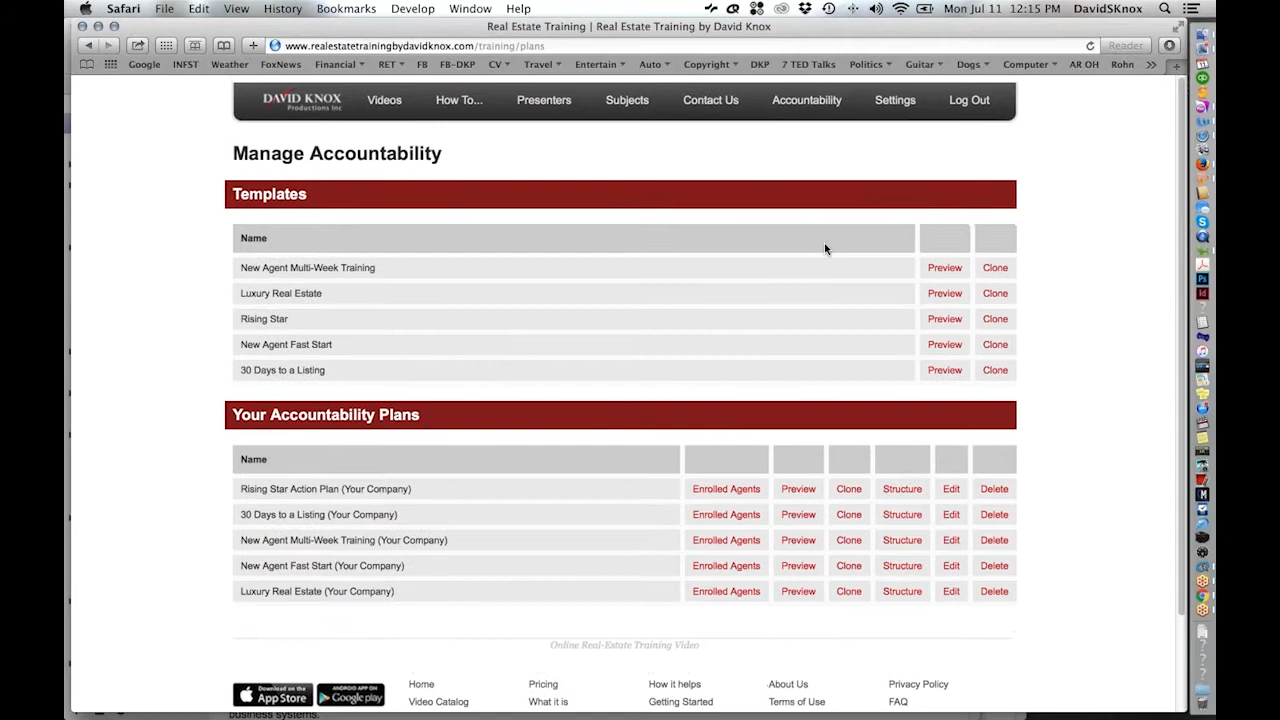 Safari File Edit View History Bookmarks Develop Window Help Mon Jul 11 12:15 PM DavidSKnox
Real Estate Training | Real Estate Training by David Knox
www.realestatetrainingbydavidknox.com/training/plans Reader
Google INFST Weather FoxNews Financial RET FB FB-DKP CV Travel Entertain Auto Copyright DKP 7 TED Talks Politics Guitar Dogs Computer AR OH Rohn
DAVID KNOX Productions Inc Videos How To... Presenters Subjects Contact Us Accountability Settings Log Out
Manage Accountability
Templates
Name
New Agent Multi-Week Training Preview Clone
Luxury Real Estate Preview Clone
Rising Star Preview Clone
New Agent Fast Start Preview Clone
30 Days to a Listing Preview Clone
Your Accountability Plans
Name
Rising Star Action Plan (Your Company) Enrolled Agents Preview Clone Structure Edit Delete
30 Days to a Listing (Your Company) Enrolled Agents Preview Clone Structure Edit Delete
New Agent Multi-Week Training (Your Company) Enrolled Agents Preview Clone Structure Edit Delete
New Agent Fast Start (Your Company) Enrolled Agents Preview Clone Structure Edit Delete
Luxury Real Estate (Your Company) Enrolled Agents Preview Clone Structure Edit Delete
Online Real-Estate Training Video
Download on the App Store ANDROID APP ON Google play Home Pricing How it helps About Us Privacy Policy
Video Catalog What it is Getting Started Terms of Use FAQ
business systems.